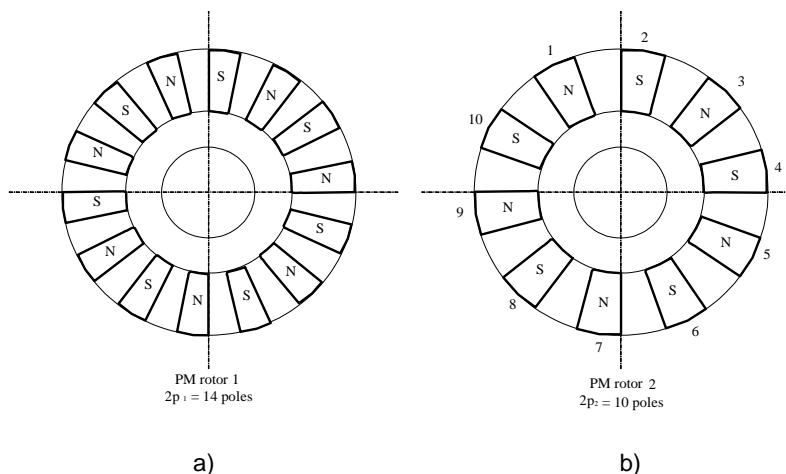 S
N
S
N
S
N
S
N
S
N
S
N
S
N
PM rotor 1
2p₁ = 14 poles
a)
1
N
2
S
3
N
4
S
5
N
6
S
7
N
8
S
9
N
10
S
PM rotor 2
2p₂ = 10 poles
b)